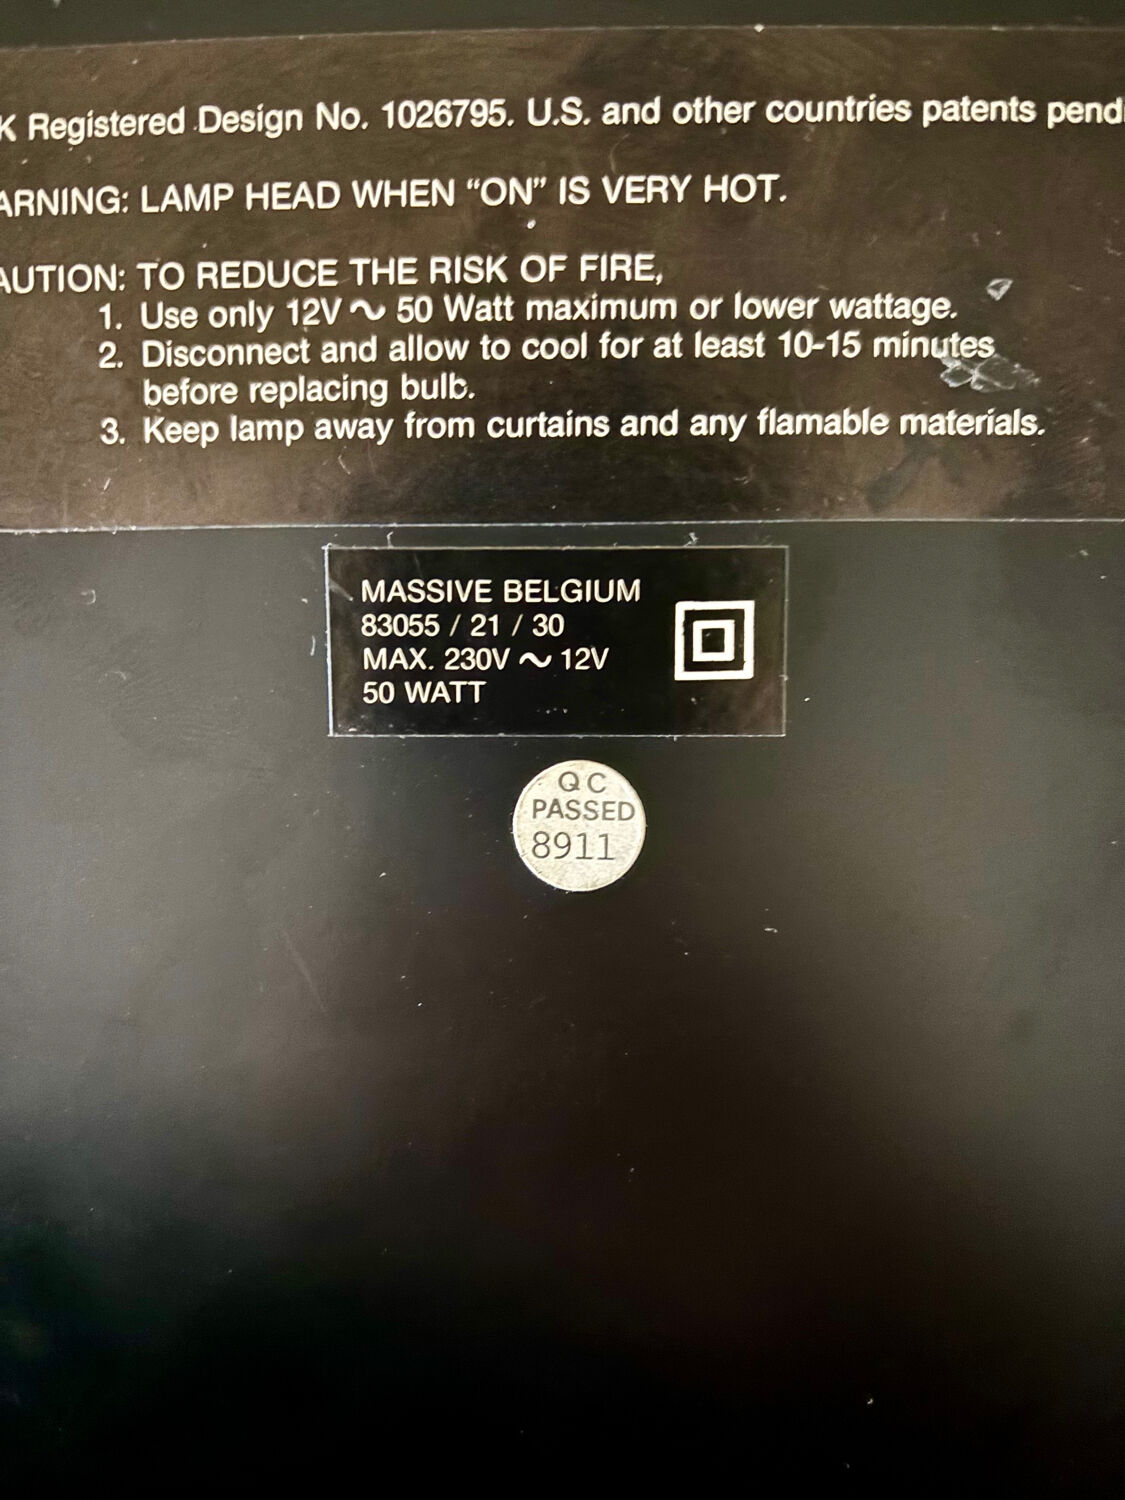 K Registered Design No. 1026795. U.S. and other countries patents pend
ARNING: LAMP HEAD WHEN “ON” IS VERY HOT.
AUTION: TO REDUCE THE RISK OF FIRE,
1. Use only 12V ~ 50 Watt maximum or lower wattage.
2. Disconnect and allow to cool for at least 10-15 minutes
before replacing bulb.
3. Keep lamp away from curtains and any flamable materials.
MASSIVE BELGIUM
83055 / 21 / 30
MAX. 230V ~ 12V
50 WATT
QC
PASSED
8911